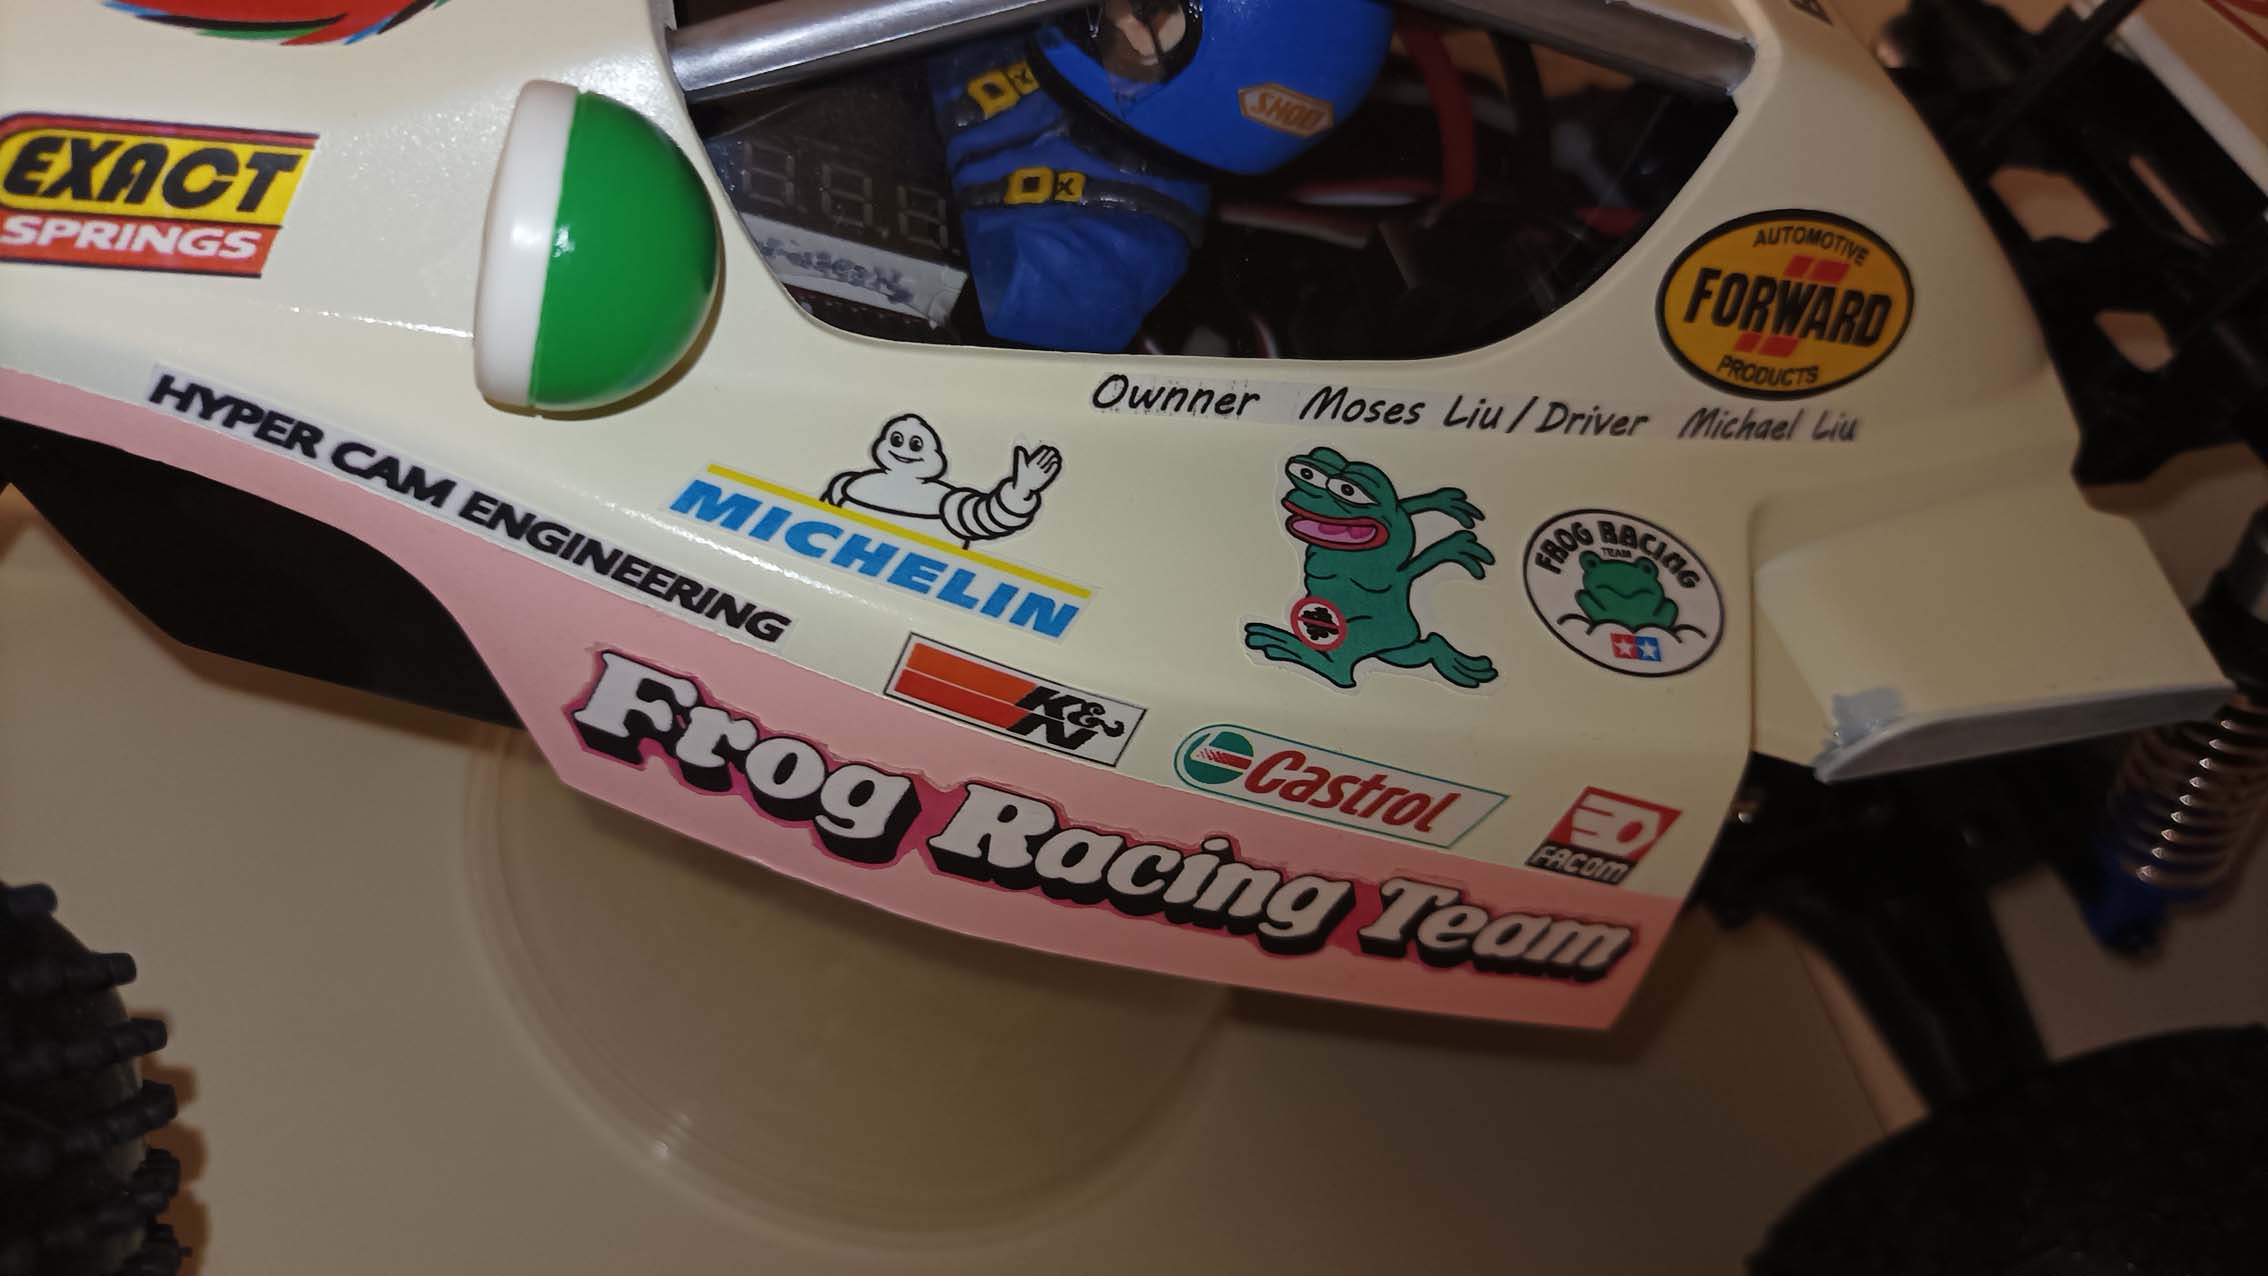 SHOEI
EXACT
SPRINGS
AUTOMOTIVE
FORWARD
PRODUCTS
Ownner Moses Liu / Driver Michael Liu
HYPER CAM ENGINEERING
MICHELIN
FROG RACING
TEAM
K&N
Castrol
FACOM
Frog Racing Team